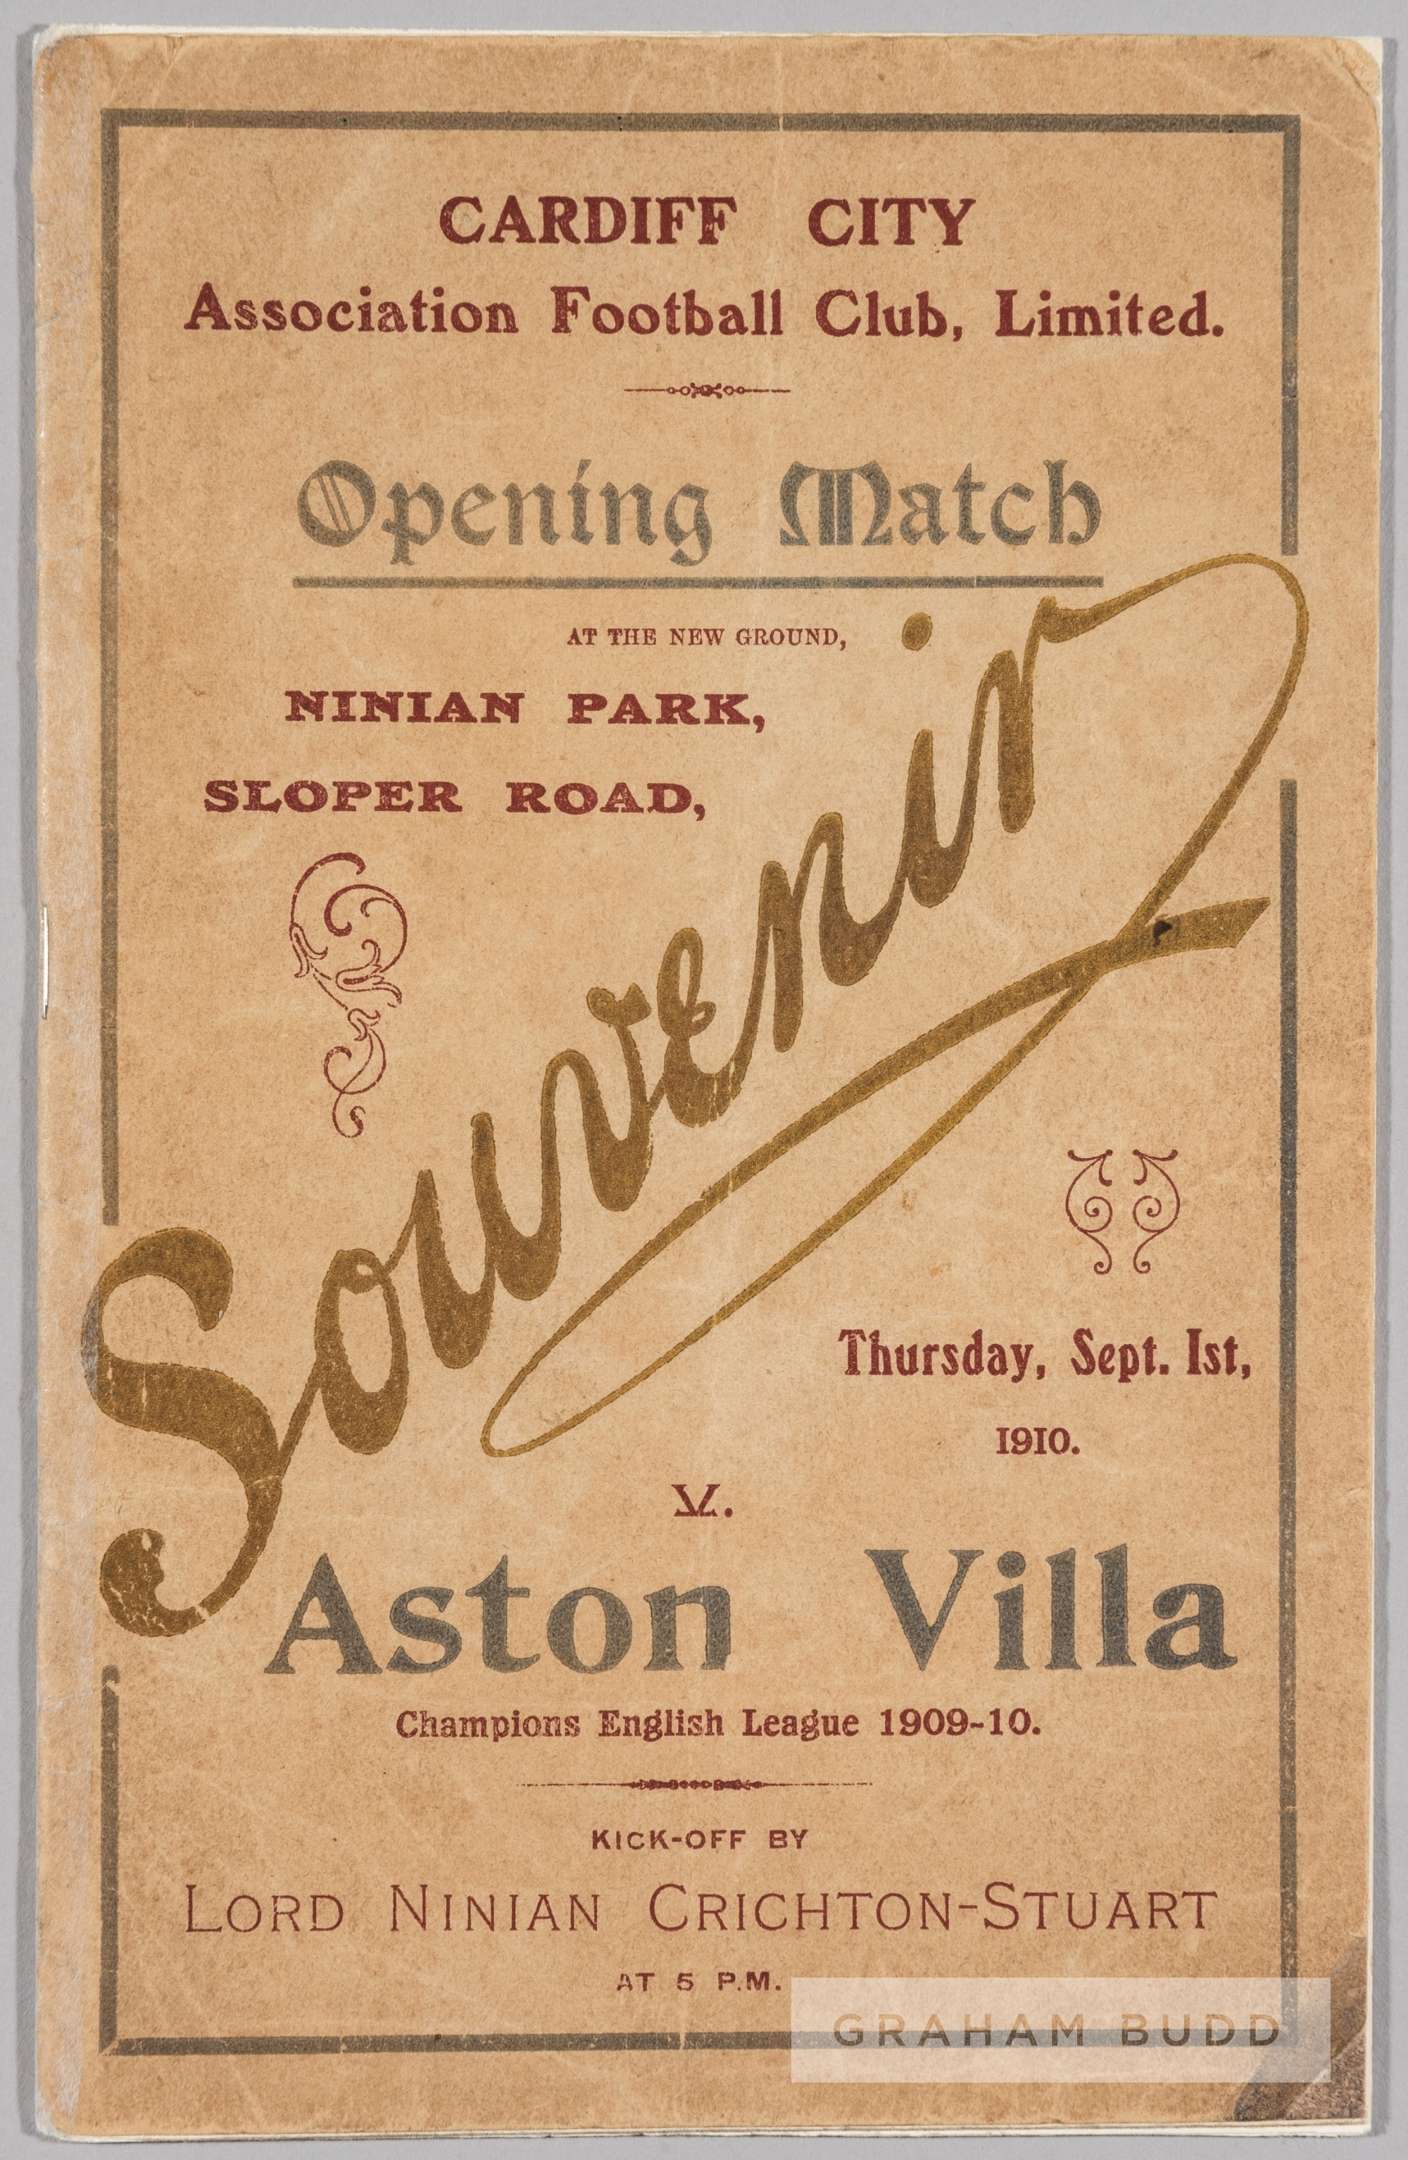 CARDIFF CITY
Association Football Club, Limited.
Opening Match
AT THE NEW GROUND,
NINIAN PARK,
SLOPER ROAD,
Souvenir
Thursday, Sept. 1st,
1910.
V.
Aston Villa
Champions English League 1909-10.
KICK-OFF BY
LORD NINIAN CRICHTON-STUART
AT 5 P.M.
GRAHAM BUDD